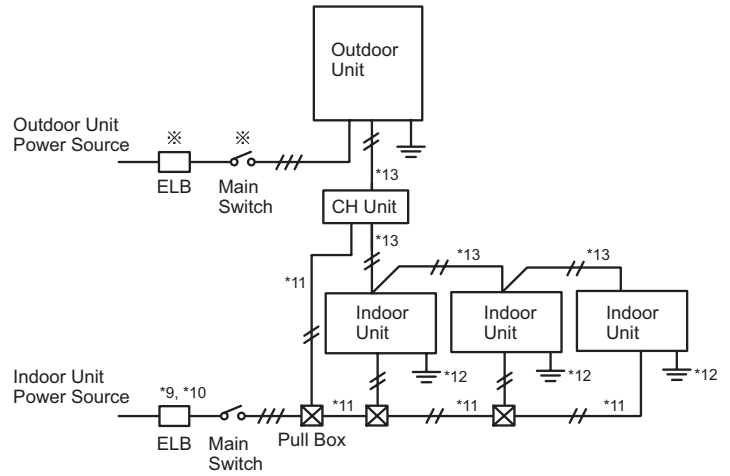 Outdoor
Unit
Outdoor Unit
Power Source
※
※
ELB
Main
Switch
*13
CH Unit
*13
*13
*13
*11
Indoor
Unit
Indoor
Unit
Indoor
Unit
*12
*12
*12
Indoor Unit
Power Source
*9, *10
*11
*11
*11
ELB
Main
Switch
Pull Box